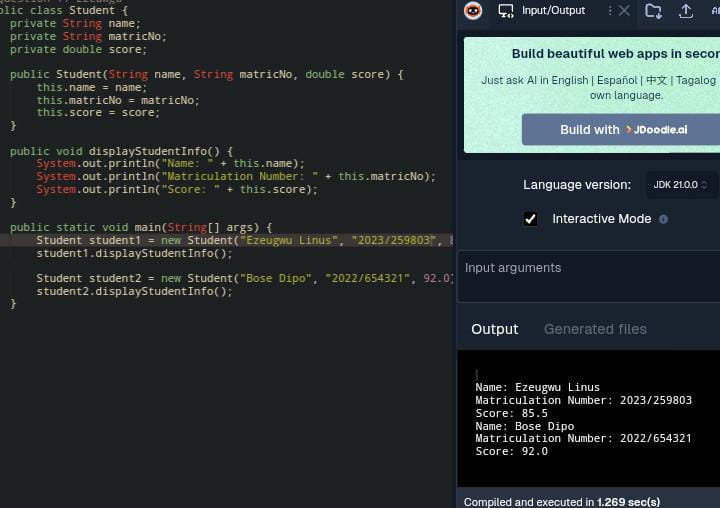 public class Student {
private String name;
private String matricNo;
private double score;
public Student(String name, String matricNo, double score) {
this.name = name;
this.matricNo = matricNo;
this.score = score;
}
public void displayStudentInfo() {
System.out.println("Name: " + this.name);
System.out.println("Matriculation Number: " + this.matricNo);
System.out.println("Score: " + this.score);
}
public static void main(String[] args) {
Student student1 = new Student("Ezeugwu Linus", "2023/259803", 8
student1.displayStudentInfo();
Student student2 = new Student("Bose Dipo", "2022/654321", 92.0)
student2.displayStudentInfo();
}
Input/Output
Build beautiful web apps in secon
Just ask AI in English | Español | 中文 | Tagalog
own language.
Build with JDoodle.ai
Language version:
JDK 21.0.0
Interactive Mode
Input arguments
Output Generated files
Name: Ezeugwu Linus
Matriculation Number: 2023/259803
Score: 85.5
Name: Bose Dipo
Matriculation Number: 2022/654321
Score: 92.0
Compiled and executed in 1.269 sec(s)